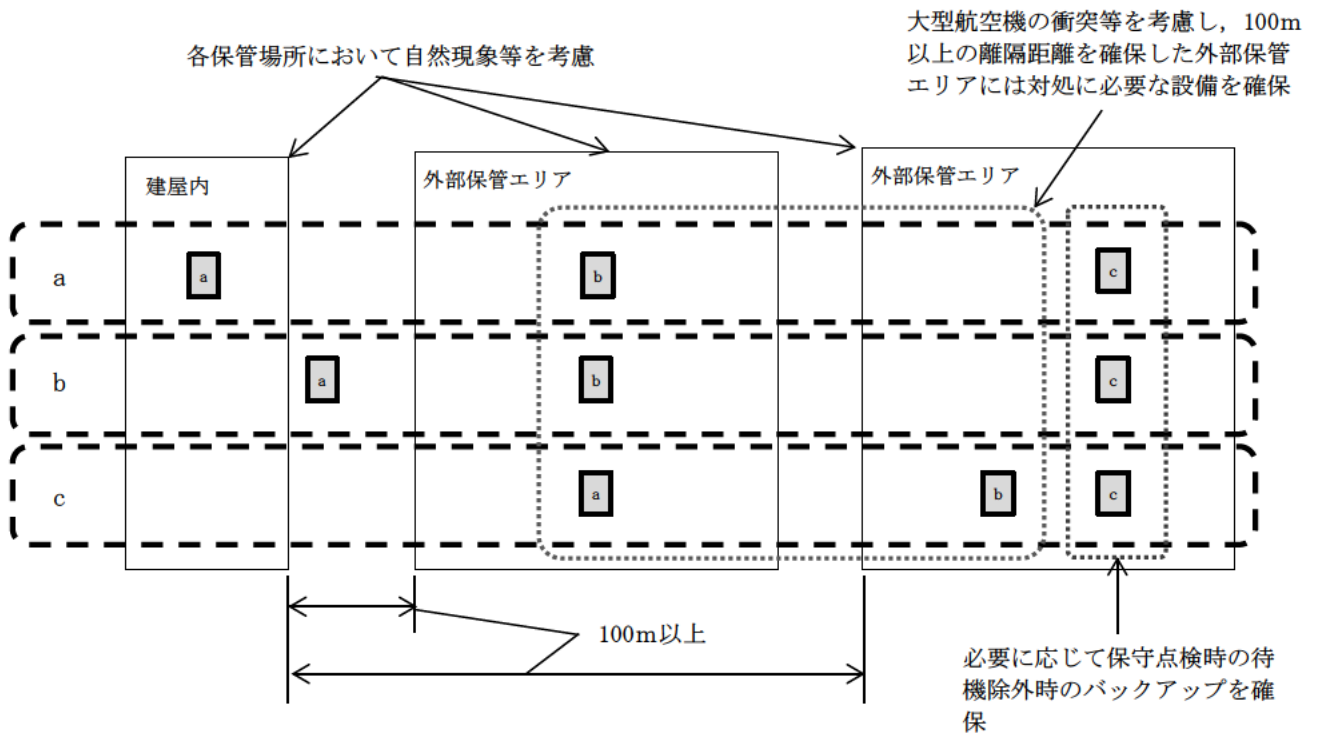 大型航空機の衝突等を考慮し，100m
以上の離隔距離を確保した外部保管
エリアには対処に必要な設備を確保
各保管場所において自然現象等を考慮
建屋内
外部保管エリア
外部保管エリア
a
a
b
c
b
a
b
c
c
a
b
c
100m以上
必要に応じて保守点検時の待
機除外時のバックアップを確
保